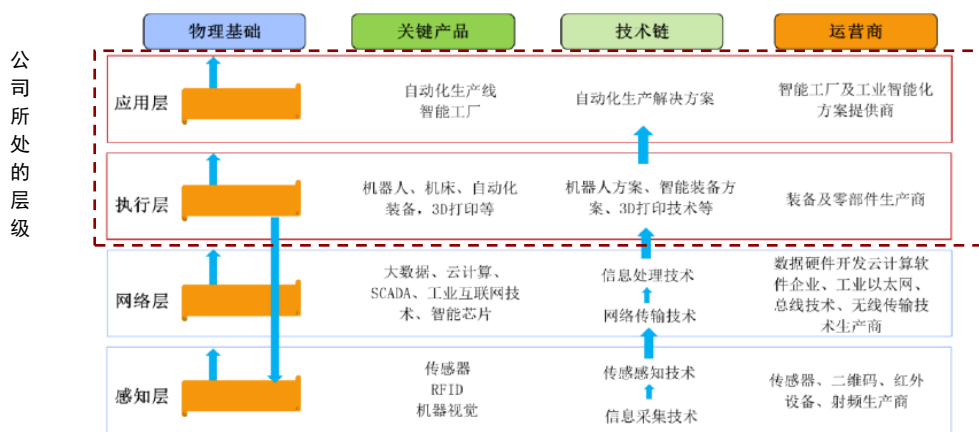 物理基础
关键产品
技术链
运营商
公司所处的层级
应用层
自动化生产线
智能工厂
自动化生产解决方案
智能工厂及工业智能化
方案提供商
执行层
机器人、机床、自动化
装备，3D打印等
机器人方案、智能装备方
案、3D打印技术等
装备及零部件生产商
网络层
大数据、云计算、
SCADA、工业互联网技
术、智能芯片
信息处理技术
网络传输技术
数据硬件开发云计算软
件企业、工业以太网、
总线技术、无线传输技
术生产商
感知层
传感器
RFID
机器视觉
传感感知技术
信息采集技术
传感器、二维码、红外
设备、射频生产商